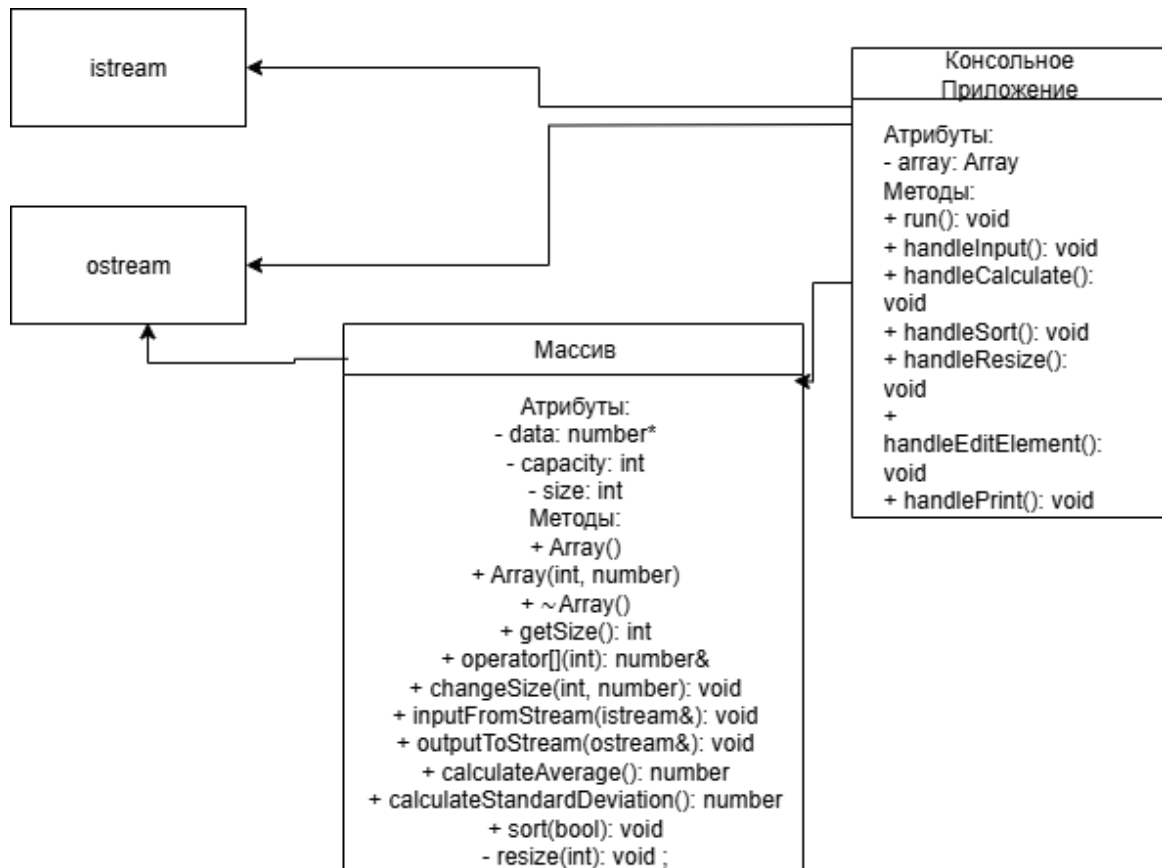 istream
ostream
Консольное
Приложение
Атрибуты:
- array: Array
Методы:
+ run(): void
+ handleInput(): void
+ handleCalculate():
void
+ handleSort(): void
+ handleResize():
void
+
handleEditElement():
void
+ handlePrint(): void
Массив
Атрибуты:
- data: number*
- capacity: int
- size: int
Методы:
+ Array()
+ Array(int, number)
+ ~Array()
+ getSize(): int
+ operator[](int): number&
+ changeSize(int, number): void
+ inputFromStream(istream&): void
+ outputToStream(ostream&): void
+ calculateAverage(): number
+ calculateStandardDeviation(): number
+ sort(bool): void
- resize(int): void ;